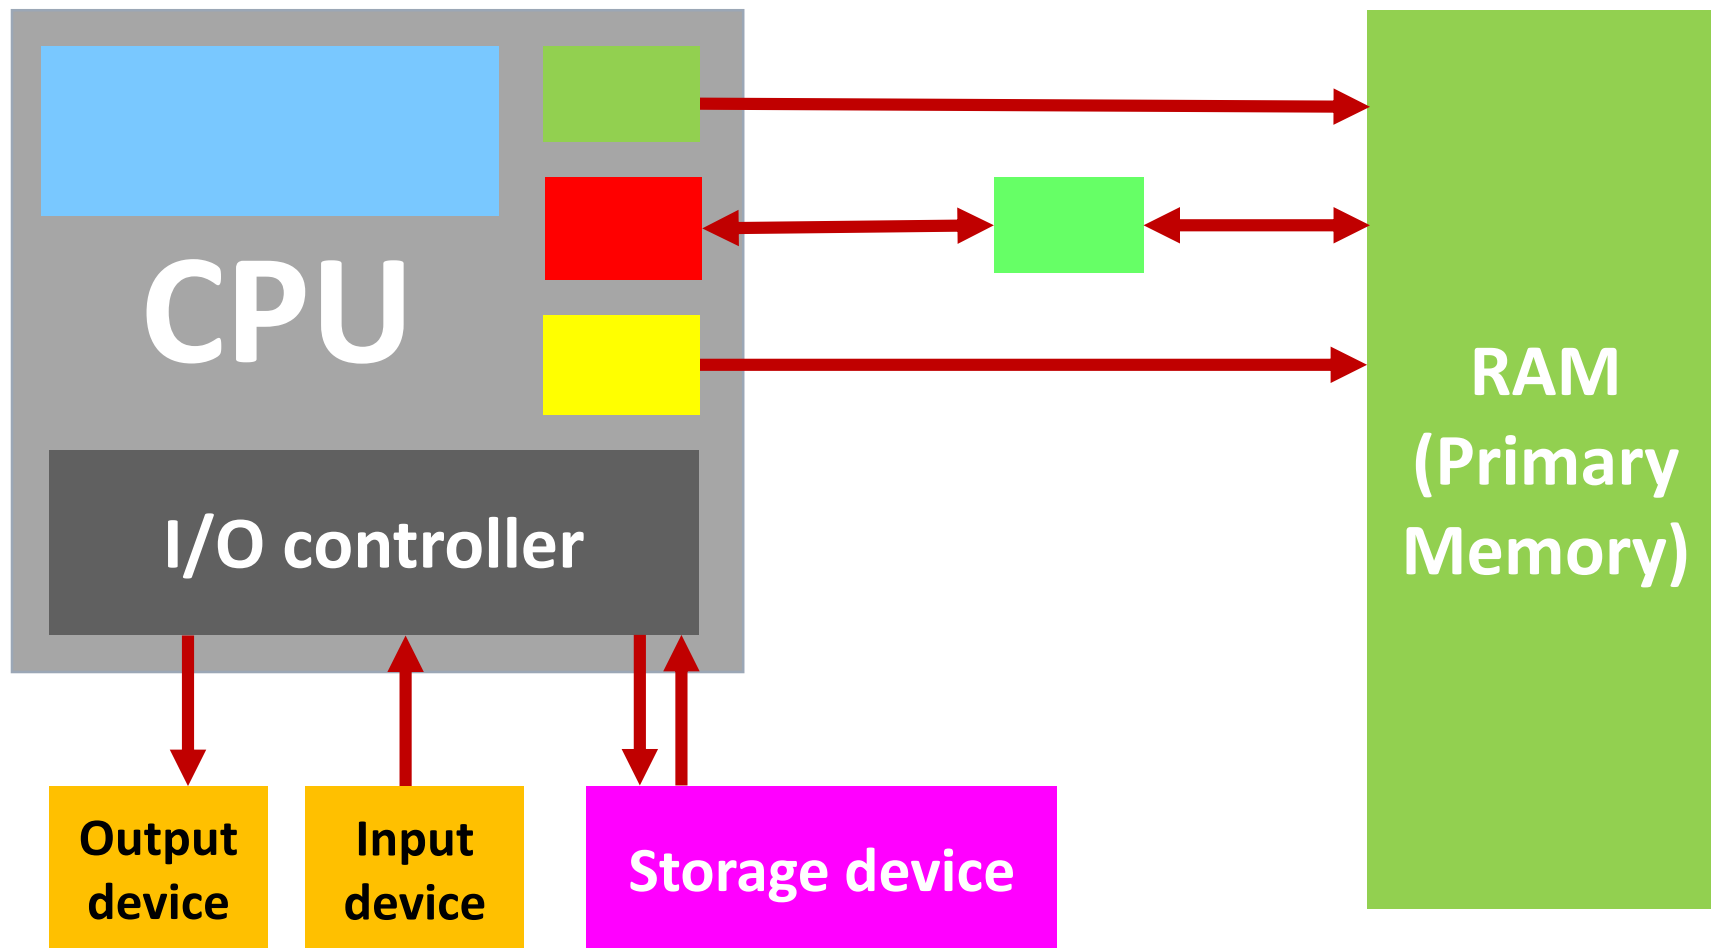 CPU
I/O controller
RAM
(Primary
Memory)
Output
device
Input
device
Storage device